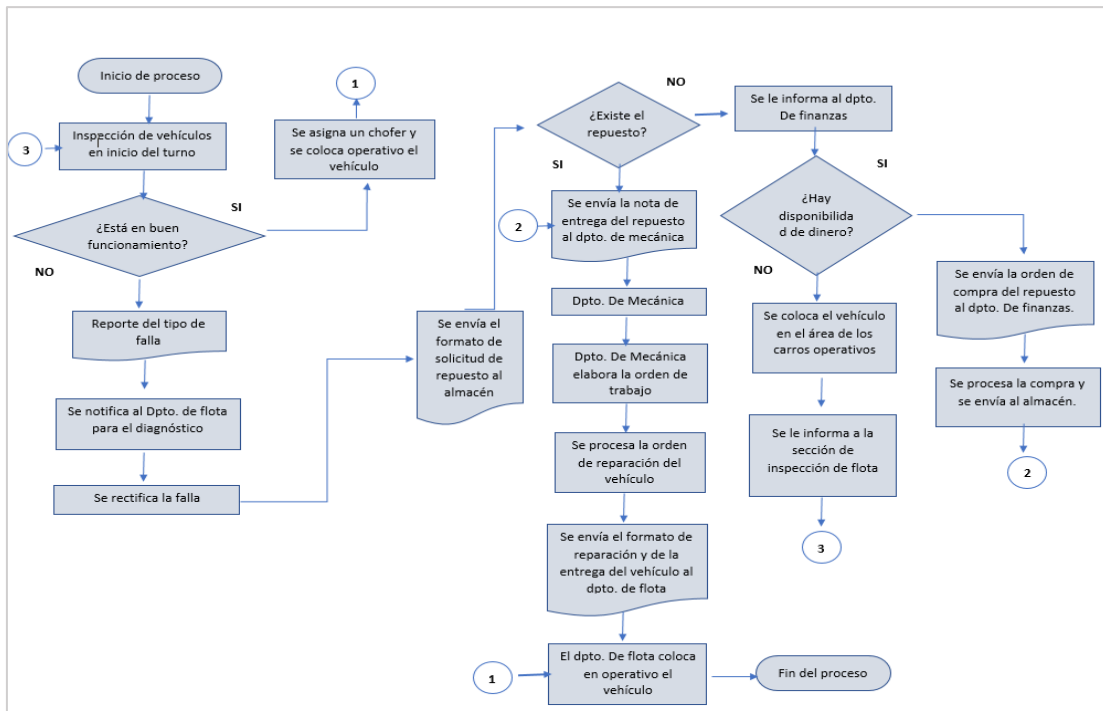 Inicio de proceso
3
Inspección de vehículos
en inicio del turno
¿Está en buen
funcionamiento?
SI
NO
1
Se asigna un chofer y
se coloca operativo el
vehículo
Reporte del tipo de
falla
Se notifica al Dpto. de flota
para el diagnóstico
Se rectifica la falla
Se envía el
formato de
solicitud de
repuesto al
almacén
¿Existe el
repuesto?
NO
SI
2
Se envía la nota de
entrega del repuesto
al dpto. de mecánica
Dpto. De Mecánica
Dpto. De Mecánica
elabora la orden de
trabajo
Se procesa la orden
de reparación del
vehículo
Se envía el formato de
reparación y de la
entrega del vehículo al
dpto. de flota
1
El dpto. De flota coloca
en operativo el
vehículo
Fin del proceso
Se le informa al dpto.
De finanzas
¿Hay
disponibilida
d de dinero?
SI
NO
Se coloca el vehículo
en el área de los
carros operativos
Se le informa a la
sección de
inspección de flota
3
Se envía la orden de
compra del repuesto
al dpto. De finanzas.
Se procesa la compra y
se envía al almacén.
2